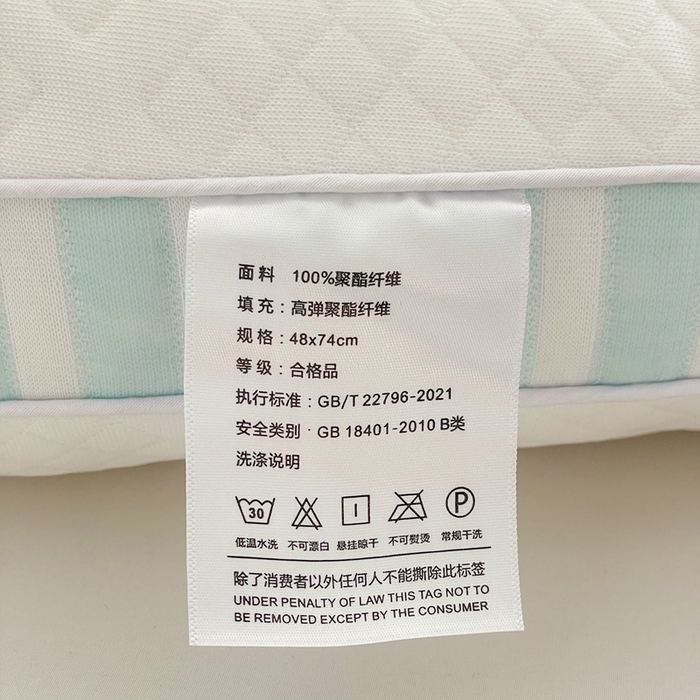 面料 100%聚酯纤维
填充：高弹聚酯纤维
规格：48x74cm
等级：合格品
执行标准：GB/T 22796-2021
安全类别：GB 18401-2010 B类
洗涤说明
30 P
低温水洗 不可漂白 悬挂晾干 不可熨烫 常规干洗
除了消费者以外任何人不能撕除此标签
UNDER PENALTY OF LAW THIS TAG NOT TO
BE REMOVED EXCEPT BY THE CONSUMER